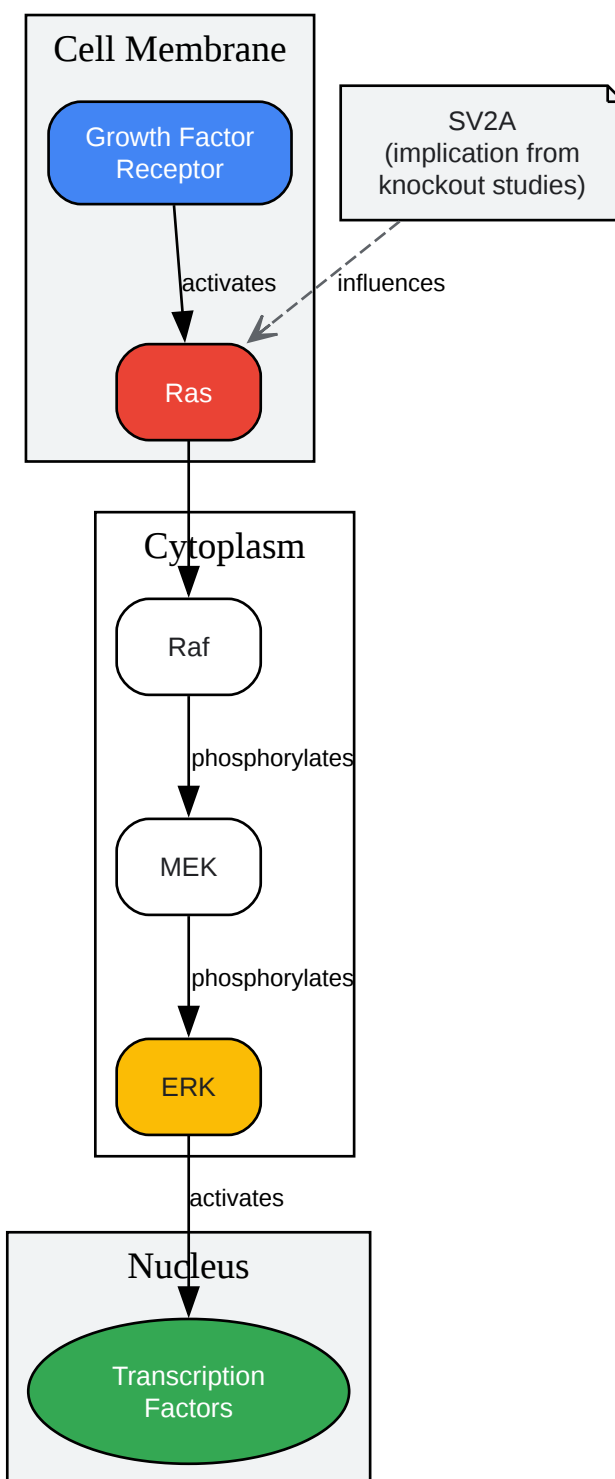 Cell Membrane
Growth Factor
Receptor
SV2A
(implication from
knockout studies)
activates
influences
Ras
Cytoplasm
Raf
phosphorylates
MEK
phosphorylates
ERK
activates
Nucleus
Transcription
Factors